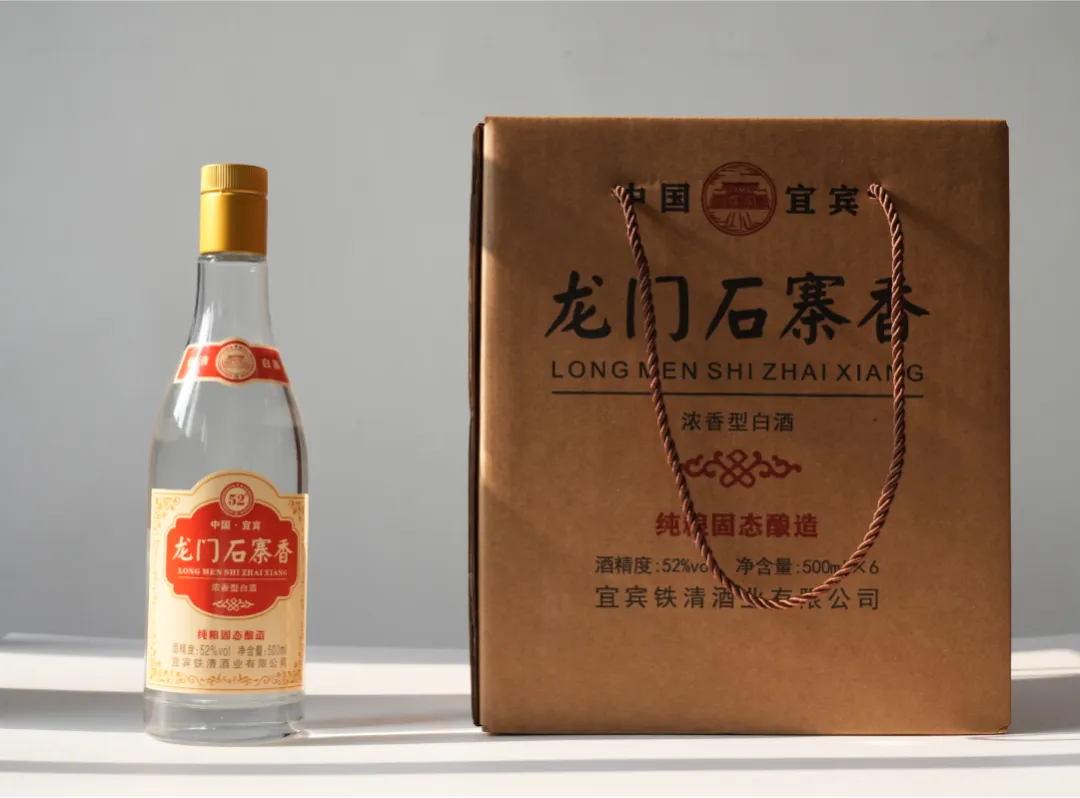 白酒
52°
中国·宜宾
龙门石寨香
LONG MEN SHI ZHAI XIANG
浓香型白酒
纯粮固态酿造
酒精度:52%vol 净含量:500ml
宜宾铁清酒业有限公司
中国 宜宾
龙门石寨香
LONG MEN SHI ZHAI XIANG
浓香型白酒
纯粮固态酿造
酒精度:52%vol 净含量:500ml×6
宜宾铁清酒业有限公司